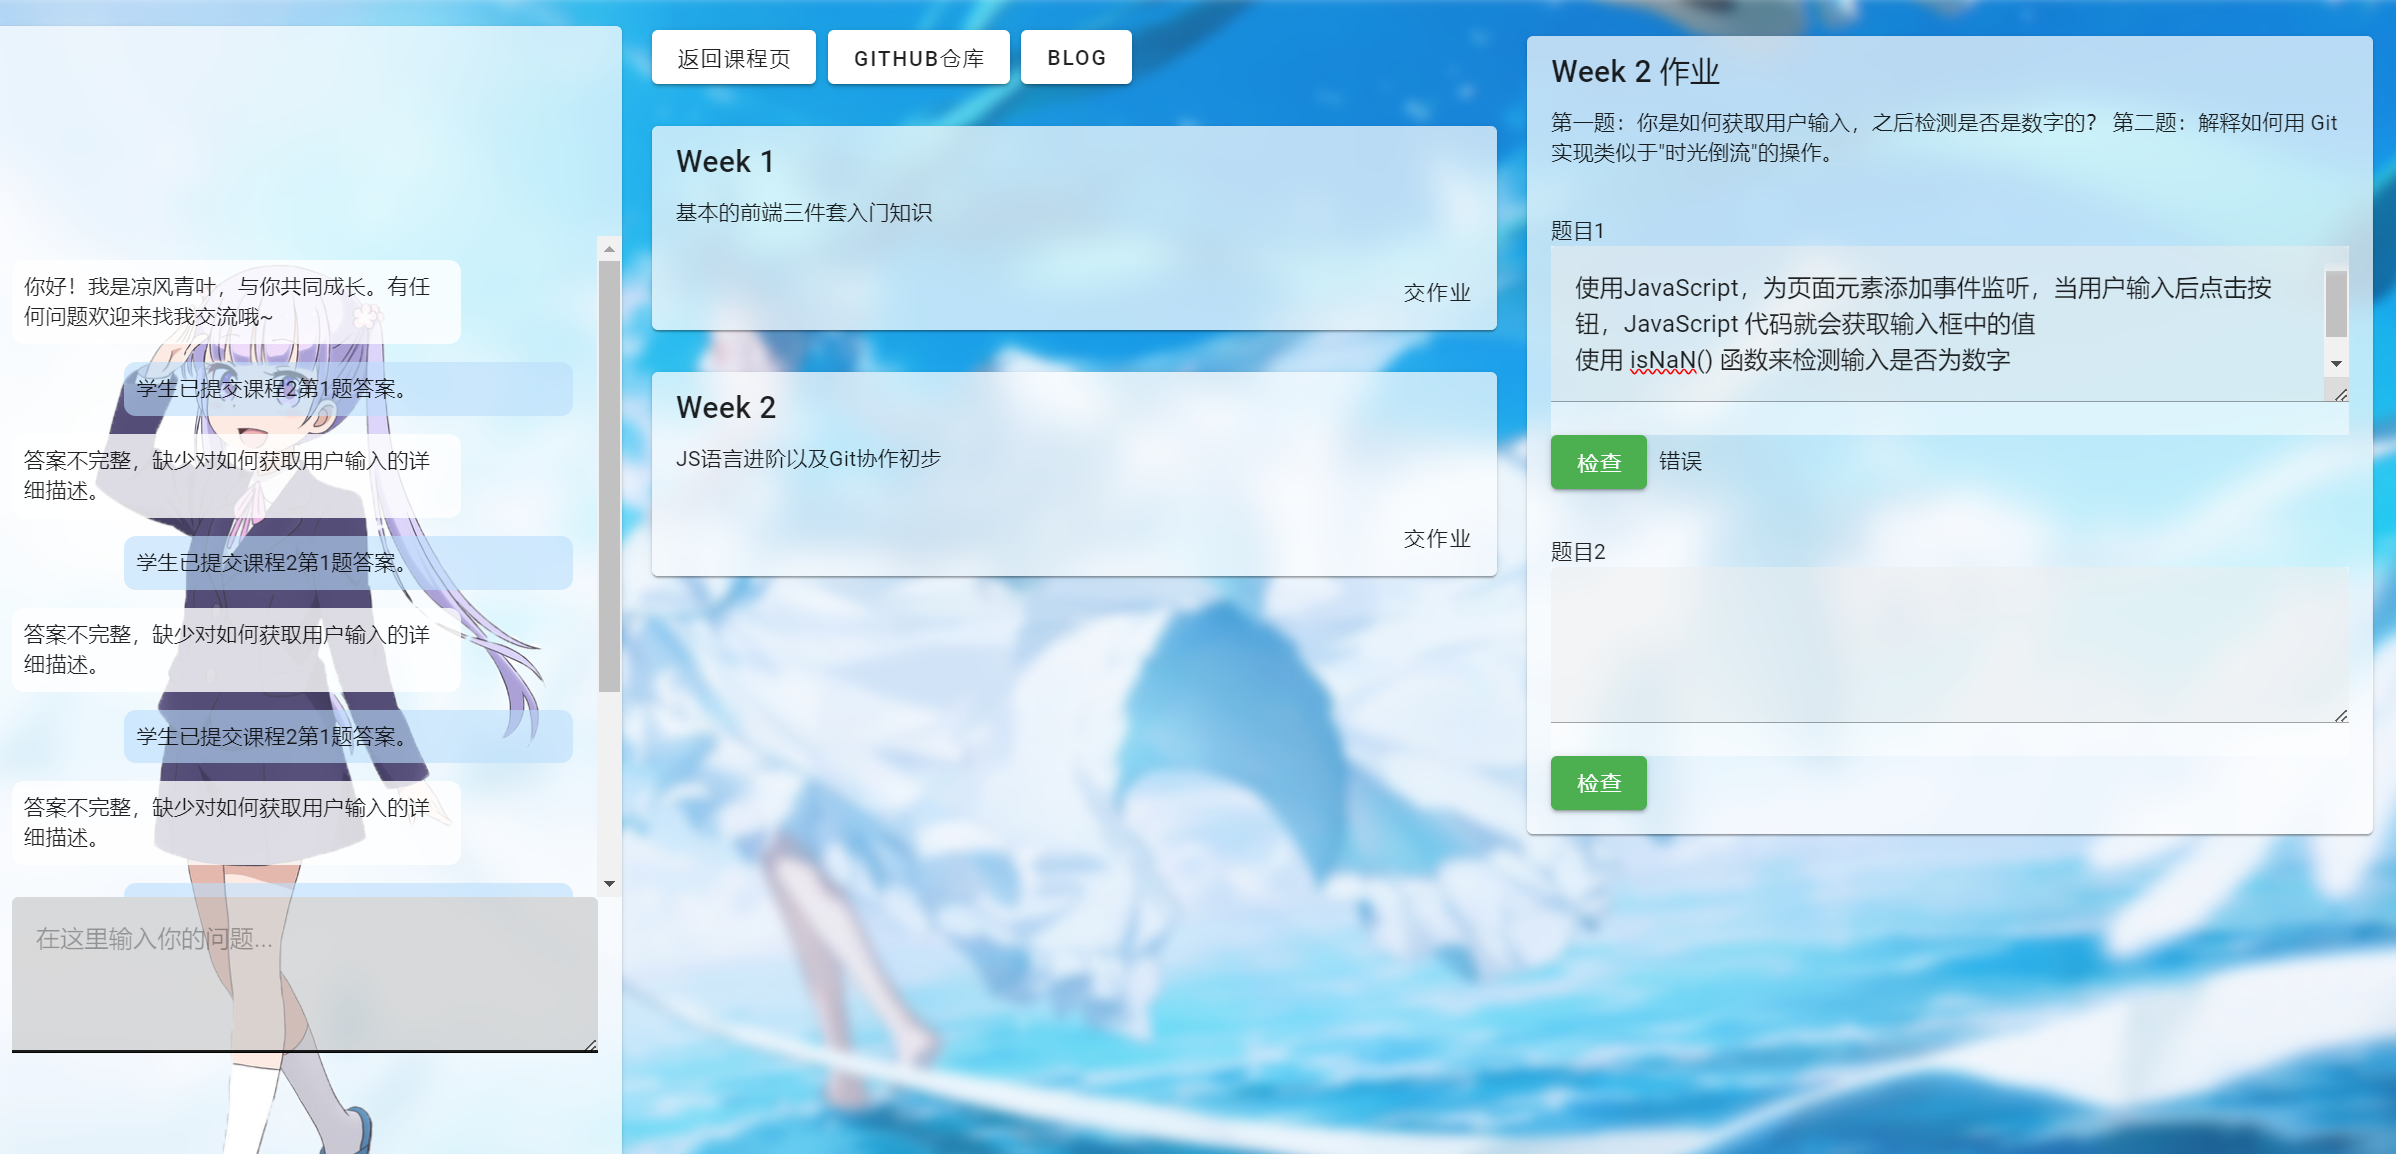 你好！我是凉风青叶，与你共同成长。有任
何问题欢迎来找我交流哦~
学生已提交课程2第1题答案。
答案不完整，缺少对如何获取用户输入的详
细描述。
学生已提交课程2第1题答案。
答案不完整，缺少对如何获取用户输入的详
细描述。
学生已提交课程2第1题答案。
答案不完整，缺少对如何获取用户输入的详
细描述。
在这里输入你的问题...
返回课程页
GITHUB仓库
BLOG
Week 1
基本的前端三件套入门知识
交作业
Week 2
JS语言进阶以及Git协作初步
交作业
Week 2 作业
第一题：你是如何获取用户输入，之后检测是否是数字的？ 第二题：解释如何用 Git
实现类似于"时光倒流"的操作。
题目1
使用JavaScript，为页面元素添加事件监听，当用户输入后点击按
钮，JavaScript 代码就会获取输入框中的值
使用 isNaN() 函数来检测输入是否为数字
检查
错误
题目2
检查